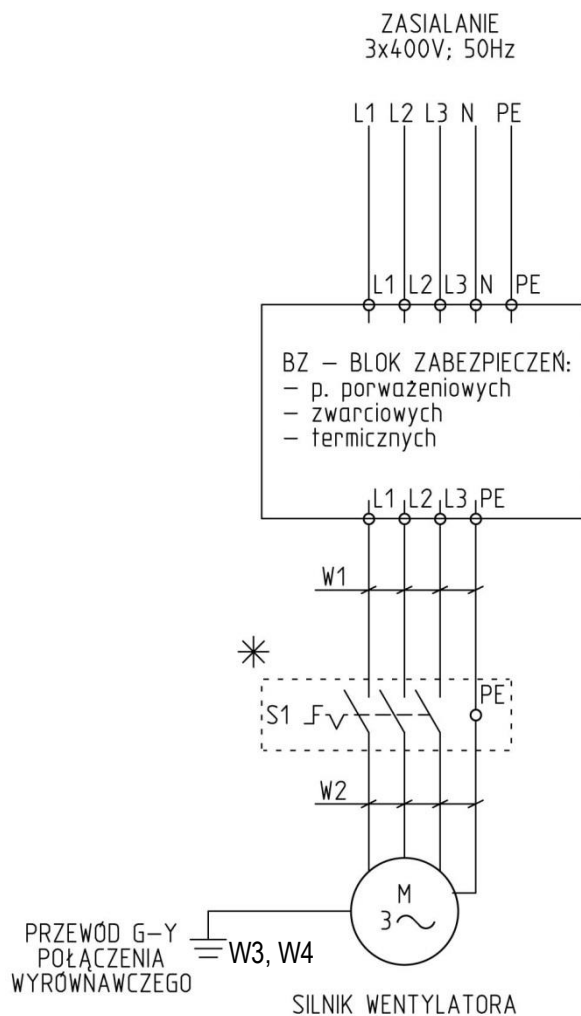 ZASIALANIE
3x400V; 50Hz
L1 L2 L3 N PE
L1 L2 L3 N PE
BZ – BLOK ZABEZPIECZEŃ:
– p. porważeniowych
– zwarciowych
– termicznych
L1 L2 L3 PE
W1
PE
S1
W2
M
3
PRZEWÓD G–Y
POŁĄCZENIA
WYRÓWNAWCZEGO
W3, W4
SILNIK WENTYLATORA